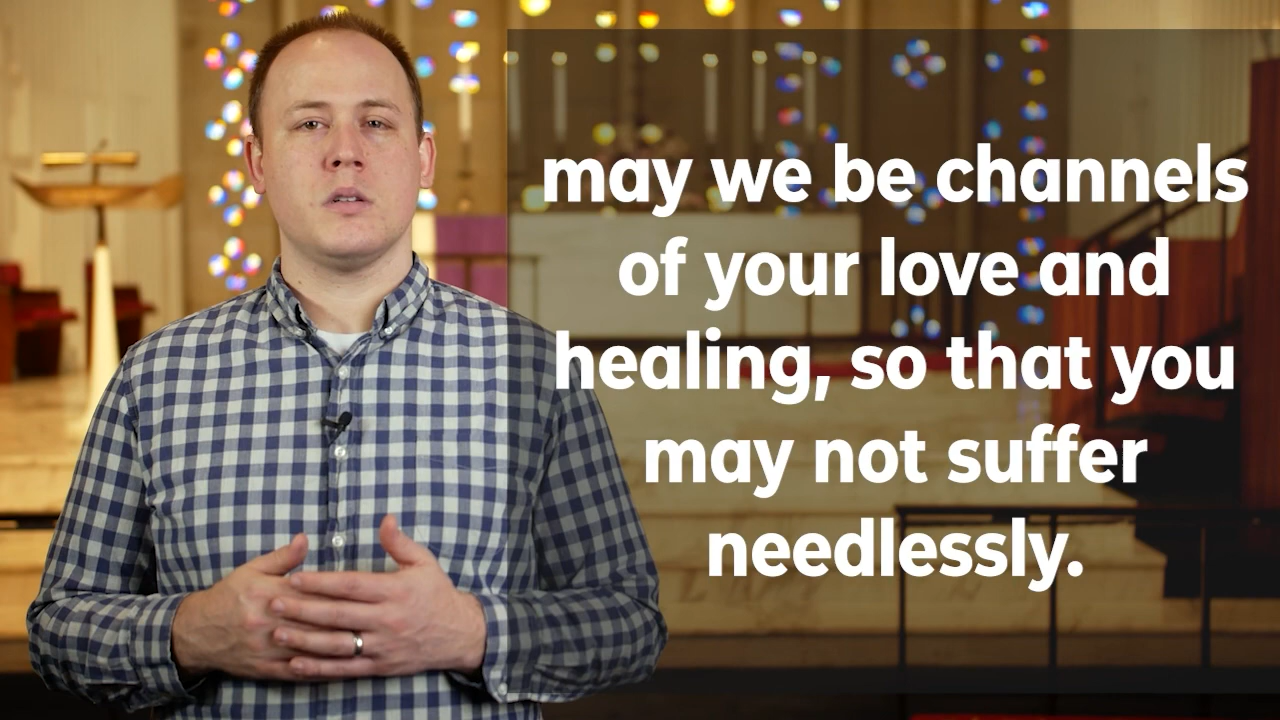 may we be channels
of your love and
healing, so that you
may not suffer
needlessly.